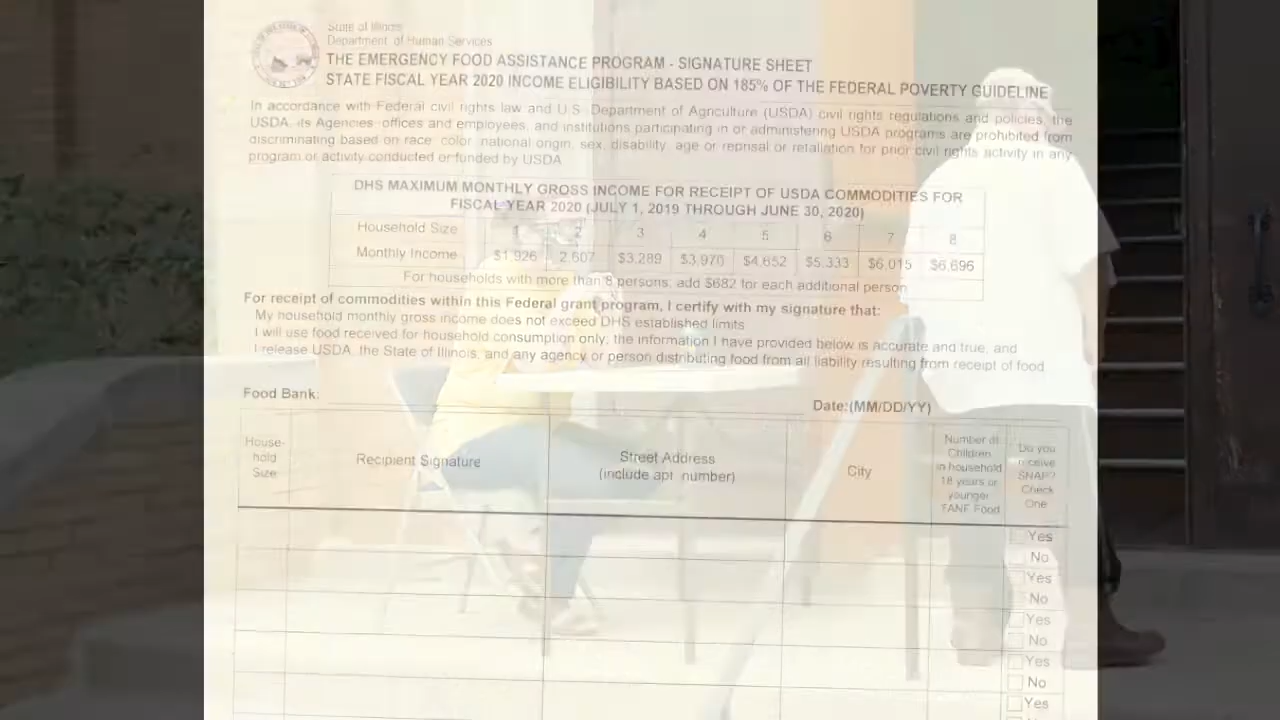 State of Illinois
Department of Human Services
THE EMERGENCY FOOD ASSISTANCE PROGRAM - SIGNATURE SHEET
STATE FISCAL YEAR 2020 INCOME ELIGIBILITY BASED ON 185% OF THE FEDERAL POVERTY GUIDELINE
In accordance with Federal civil rights law and U.S. Department of Agriculture (USDA) civil rights regulations and policies, the
USDA, its Agencies, offices and employees, and institutions participating in or administering USDA programs are prohibited from
discriminating based on race, color, national origin, sex, disability, age or reprisal or retaliation for prior civil rights activity in any
program or activity conducted or funded by USDA
DHS MAXIMUM MONTHLY GROSS INCOME FOR RECEIPT OF USDA COMMODITIES FOR
FISCAL YEAR 2020 (JULY 1, 2019 THROUGH JUNE 30, 2020)
Household Size 1 2 3 4 5 6 7 8
Monthly Income $1,926 2,607 $3,289 $3,970 $4,652 $5,333 $6,015 $6,696
For households with more than 8 persons, add $682 for each additional person
For receipt of commodities within this Federal grant program, I certify with my signature that:
My household monthly gross income does not exceed DHS established limits
I will use food received for household consumption only; the information I have provided below is accurate and true; and
I release USDA, the State of Illinois, and any agency or person distributing food from all liability resulting from receipt of food
Food Bank:
Date:(MM/DD/YY)
House-
hold
Size
Recipient Signature
Street Address
(include apt. number)
City
Number of
Children
in household
18 years or
younger
TANF Food
Do you
receive
SNAP?
Check
One
Yes
No
Yes
No
Yes
No
Yes
No
Yes